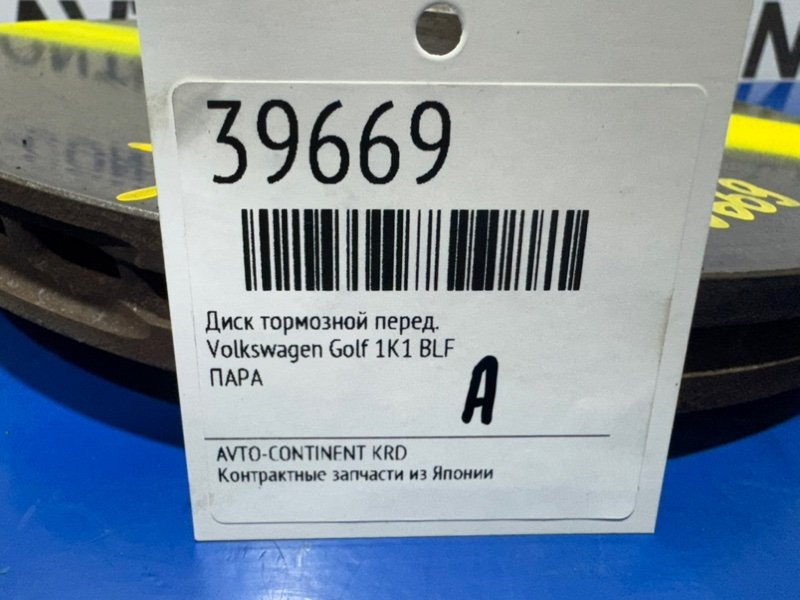 39669
Диск тормозной перед.
Volkswagen Golf 1K1 BLF
ПАРА
A
AVTO-CONTINENT KRD
Контрактные запчасти из Японии